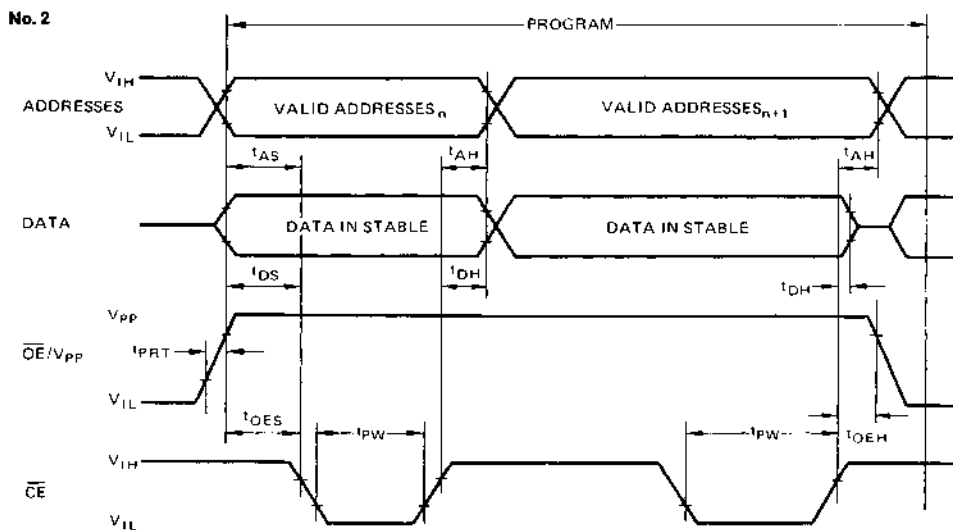 No. 2
PROGRAM
VIH
ADDRESSES
VALID ADDRESSESn
VALID ADDRESSESn+1
VIL
tAS
tAH
tAH
DATA
DATA IN STABLE
DATA IN STABLE
tDS
tDH
tDH
VPP
OE/VPP
tPRT
VIL
tOES
tPW
tPW
tOEH
VIH
CE
VIL